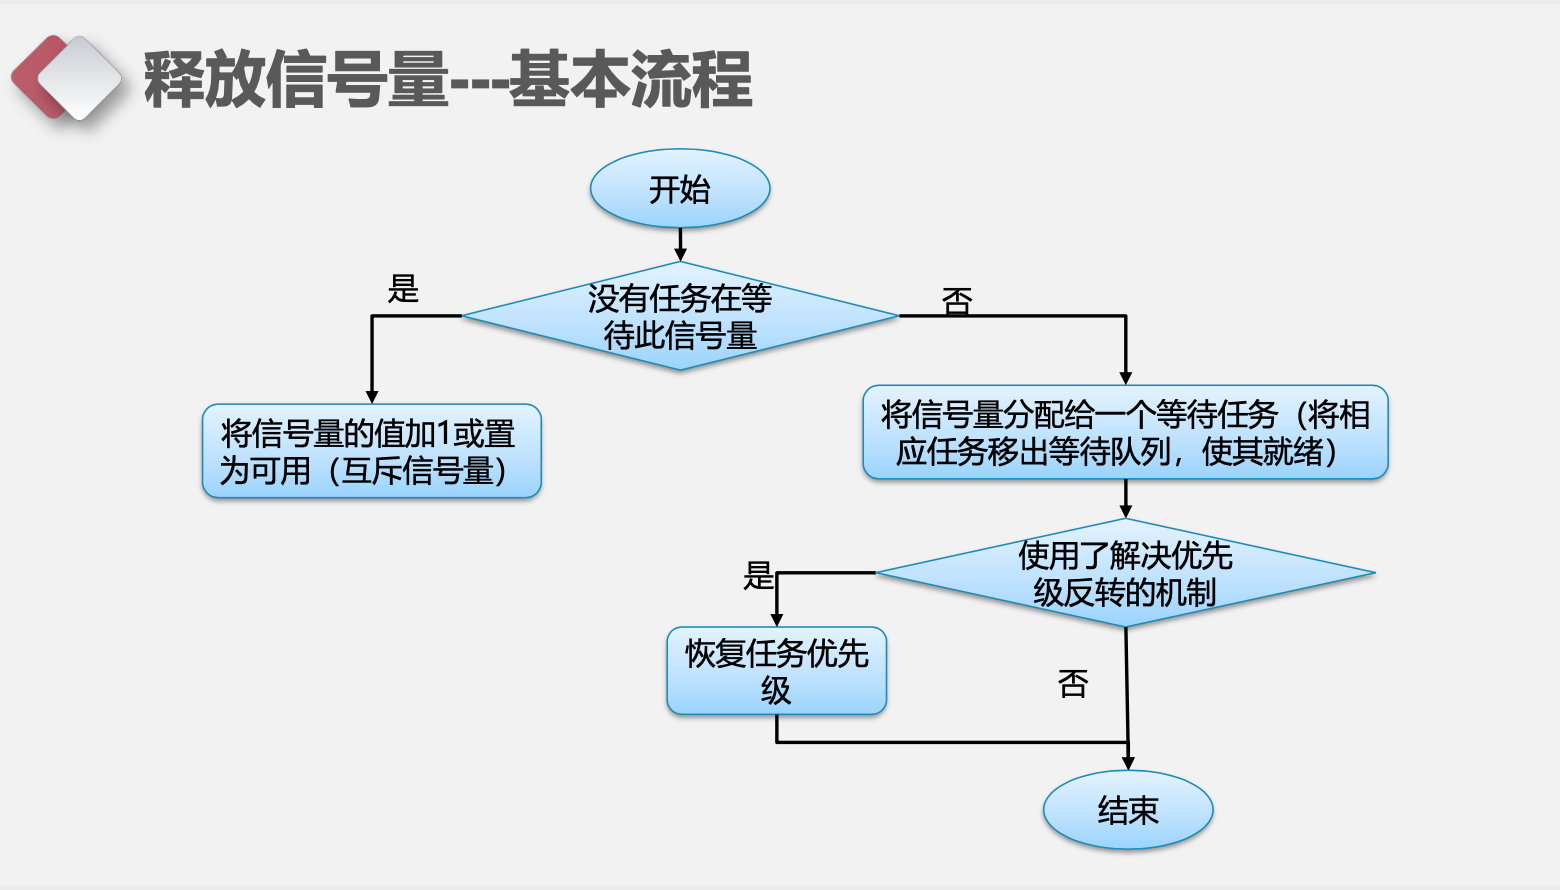 释放信号量---基本流程
开始
是
没有任务在等
待此信号量
否
将信号量的值加1或置
为可用（互斥信号量）
将信号量分配给一个等待任务（将相
应任务移出等待队列，使其就绪）
是
使用了解决优先
级反转的机制
恢复任务优先
级
否
结束